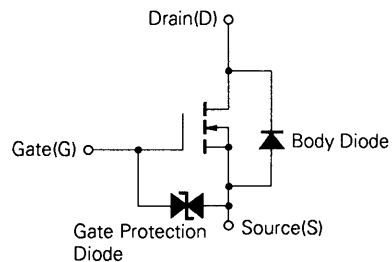 Drain(D)
Gate(G)
Body Diode
Gate Protection
Diode
Source(S)